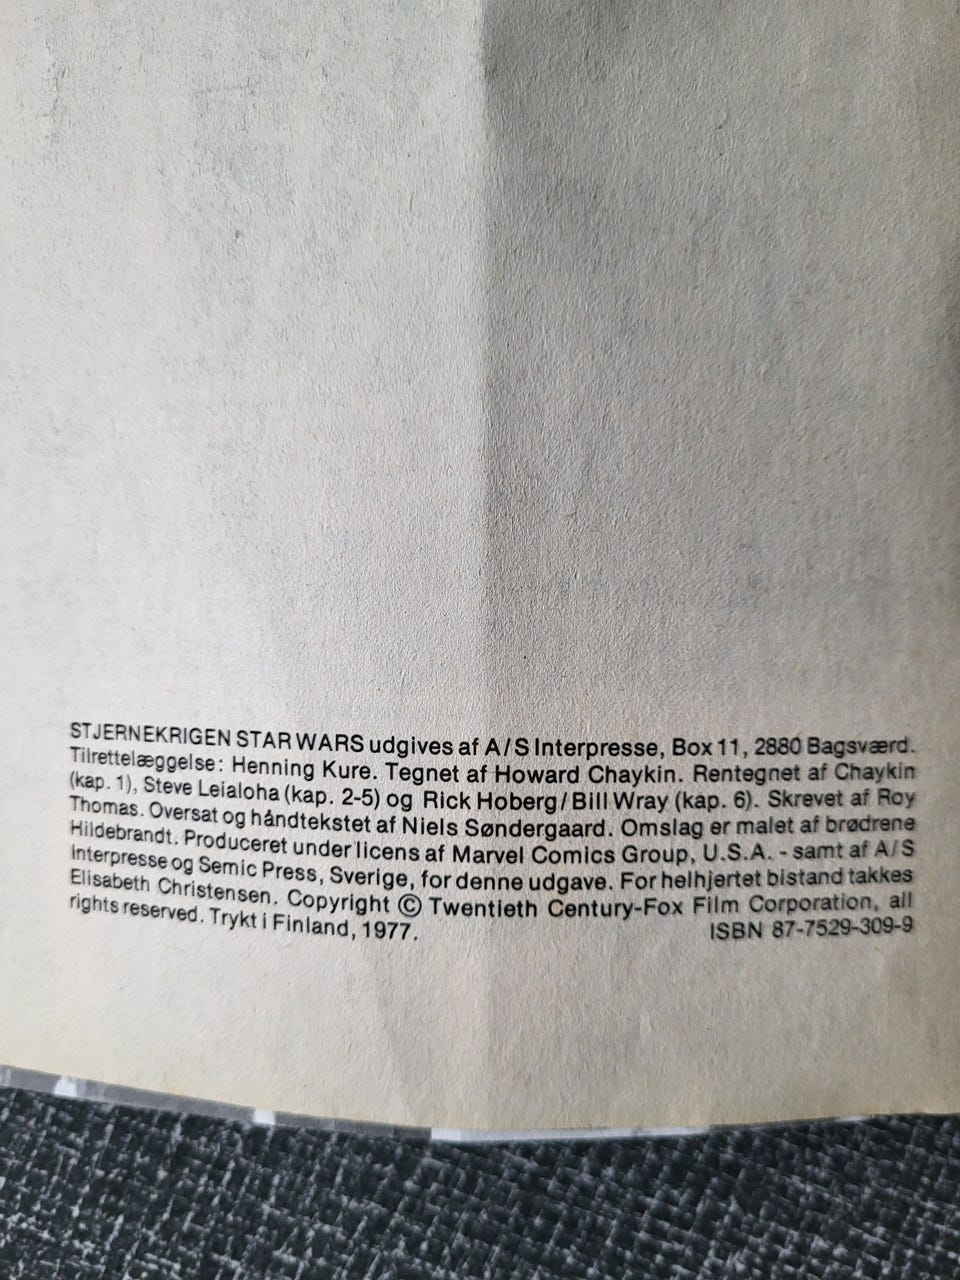 STJERNEKRIGEN STAR WARS udgives af A/S Interpresse, Box 11, 2880 Bagsværd.
Tilrettelæggelse: Henning Kure. Tegnet af Howard Chaykin. Rentegnet af Chaykin
(kap. 1), Steve Leialoha (kap. 2-5) og Rick Hoberg/Bill Wray (kap. 6). Skrevet af Roy
Thomas. Oversat og håndtekstet af Niels Søndergaard. Omslag er malet af brødrene
Hildebrandt. Produceret under licens af Marvel Comics Group, U.S.A. - samt af A/S
Interpresse og Semic Press, Sverige, for denne udgave. For helhjertet bistand takkes
Elisabeth Christensen. Copyright © Twentieth Century-Fox Film Corporation, all
rights reserved. Trykt i Finland, 1977. ISBN 87-7529-309-9